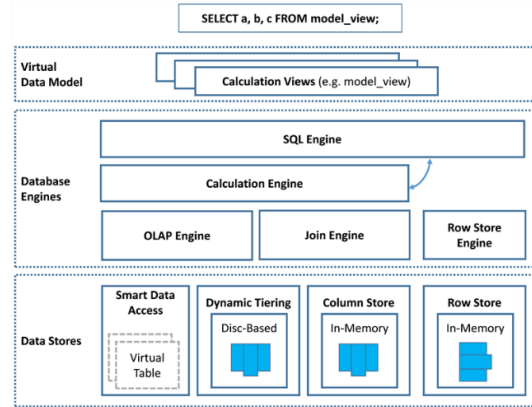 SELECT a, b, c FROM model_view;
Virtual
Data Model
Calculation Views (e.g. model_view)
Database
Engines
SQL Engine
Calculation Engine
OLAP Engine
Join Engine
Row Store
Engine
Data Stores
Smart Data
Access
Virtual
Table
Dynamic Tiering
Disc-Based
Column Store
In-Memory
Row Store
In-Memory